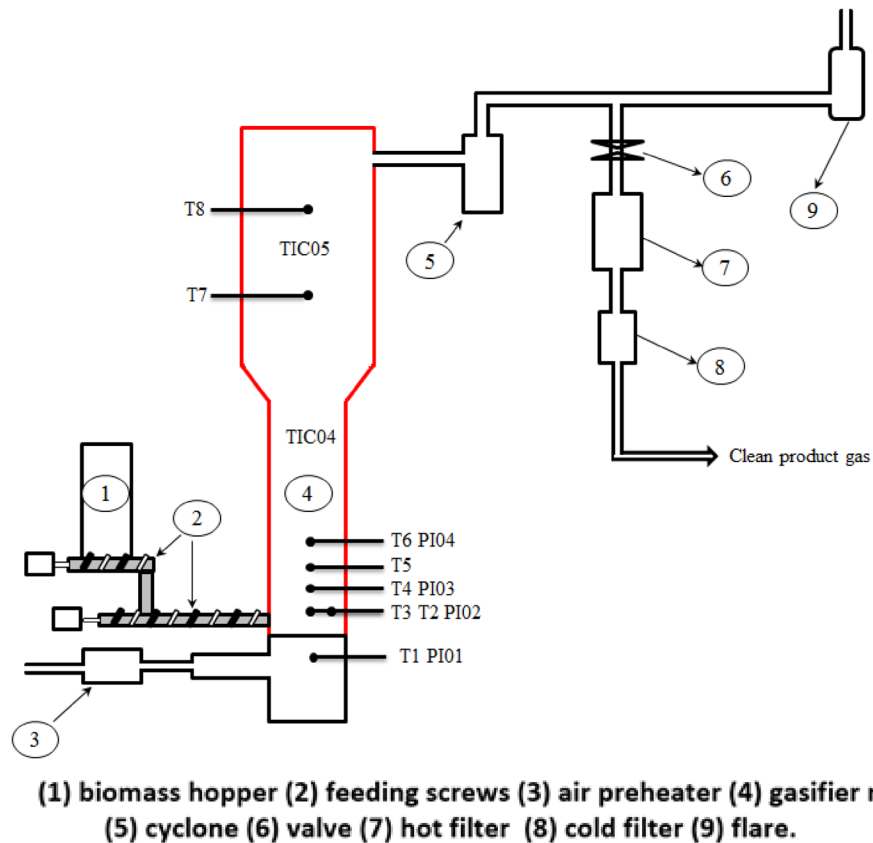 9
6
T8
TIC05
5
7
T7
8
TIC04
Clean product gas
1
4
2
T6 PI04
T5
T4 PI03
T3 T2 PI02
T1 PI01
3
(1) biomass hopper (2) feeding screws (3) air preheater (4) gasifier
(5) cyclone (6) valve (7) hot filter (8) cold filter (9) flare.